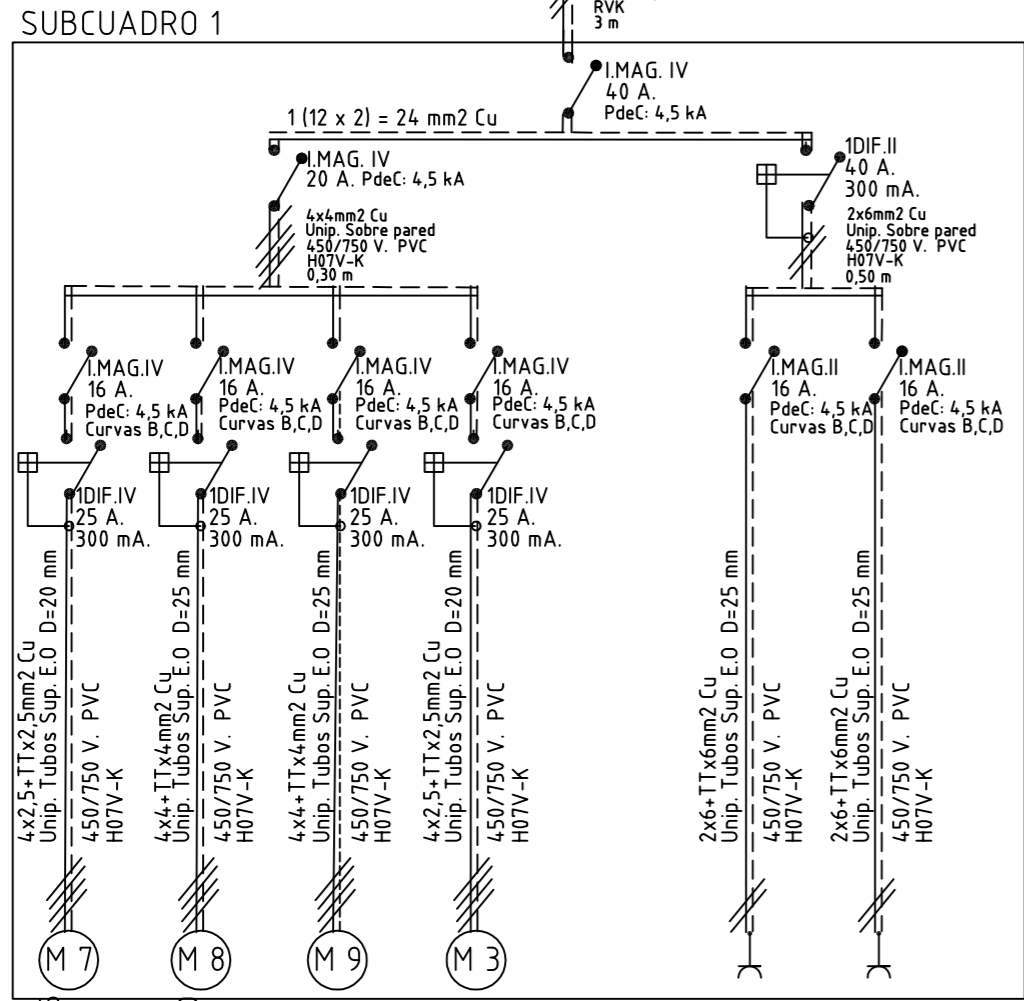 SUBCUADRO 1
RVK
3 m
I.MAG. IV
40 A.
PdeC: 4,5 kA
1 (12 x 2) = 24 mm2 Cu
I.MAG. IV
20 A. PdeC: 4,5 kA
4x4mm2 Cu
Unip. Sobre pared
450/750 V. PVC
H07V-K
0,30 m
1DIF.II
40 A.
300 mA.
2x6mm2 Cu
Unip. Sobre pared
450/750 V. PVC
H07V-K
0,50 m
I.MAG.IV
16 A.
PdeC: 4,5 kA
Curvas B,C,D
I.MAG.IV
16 A.
PdeC: 4,5 kA
Curvas B,C,D
I.MAG.IV
16 A.
PdeC: 4,5 kA
Curvas B,C,D
I.MAG.IV
16 A.
PdeC: 4,5 kA
Curvas B,C,D
I.MAG.II
16 A.
PdeC: 4,5 kA
Curvas B,C,D
I.MAG.II
16 A.
PdeC: 4,5 kA
Curvas B,C,D
1DIF.IV
25 A.
300 mA.
1DIF.IV
25 A.
300 mA.
1DIF.IV
25 A.
300 mA.
1DIF.IV
25 A.
300 mA.
4x2,5+TTx2,5mm2 Cu
Unip. Tubos Sup. E.O D=20 mm
450/750 V. PVC
H07V-K
4x4+TTx4mm2 Cu
Unip. Tubos Sup. E.O D=25 mm
450/750 V. PVC
H07V-K
4x4+TTx4mm2 Cu
Unip. Tubos Sup. E.O D=25 mm
450/750 V. PVC
H07V-K
4x2,5+TTx2,5mm2 Cu
Unip. Tubos Sup. E.O D=20 mm
450/750 V. PVC
H07V-K
2x6+TTx6mm2 Cu
Unip. Tubos Sup. E.O D=25 mm
450/750 V. PVC
H07V-K
2x6+TTx6mm2 Cu
Unip. Tubos Sup. E.O D=25 mm
450/750 V. PVC
H07V-K
M 7
M 8
M 9
M 3